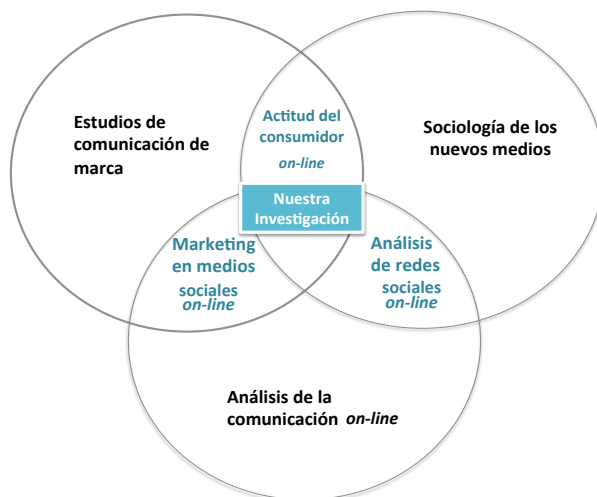 Estudios de
comunicación de
marca
Actitud del
consumidor
on-line
Sociología de los
nuevos medios
Nuestra
Investigación
Marketing
en medios
sociales
on-line
Análisis
de redes
sociales
on-line
Análisis de la
comunicación on-line